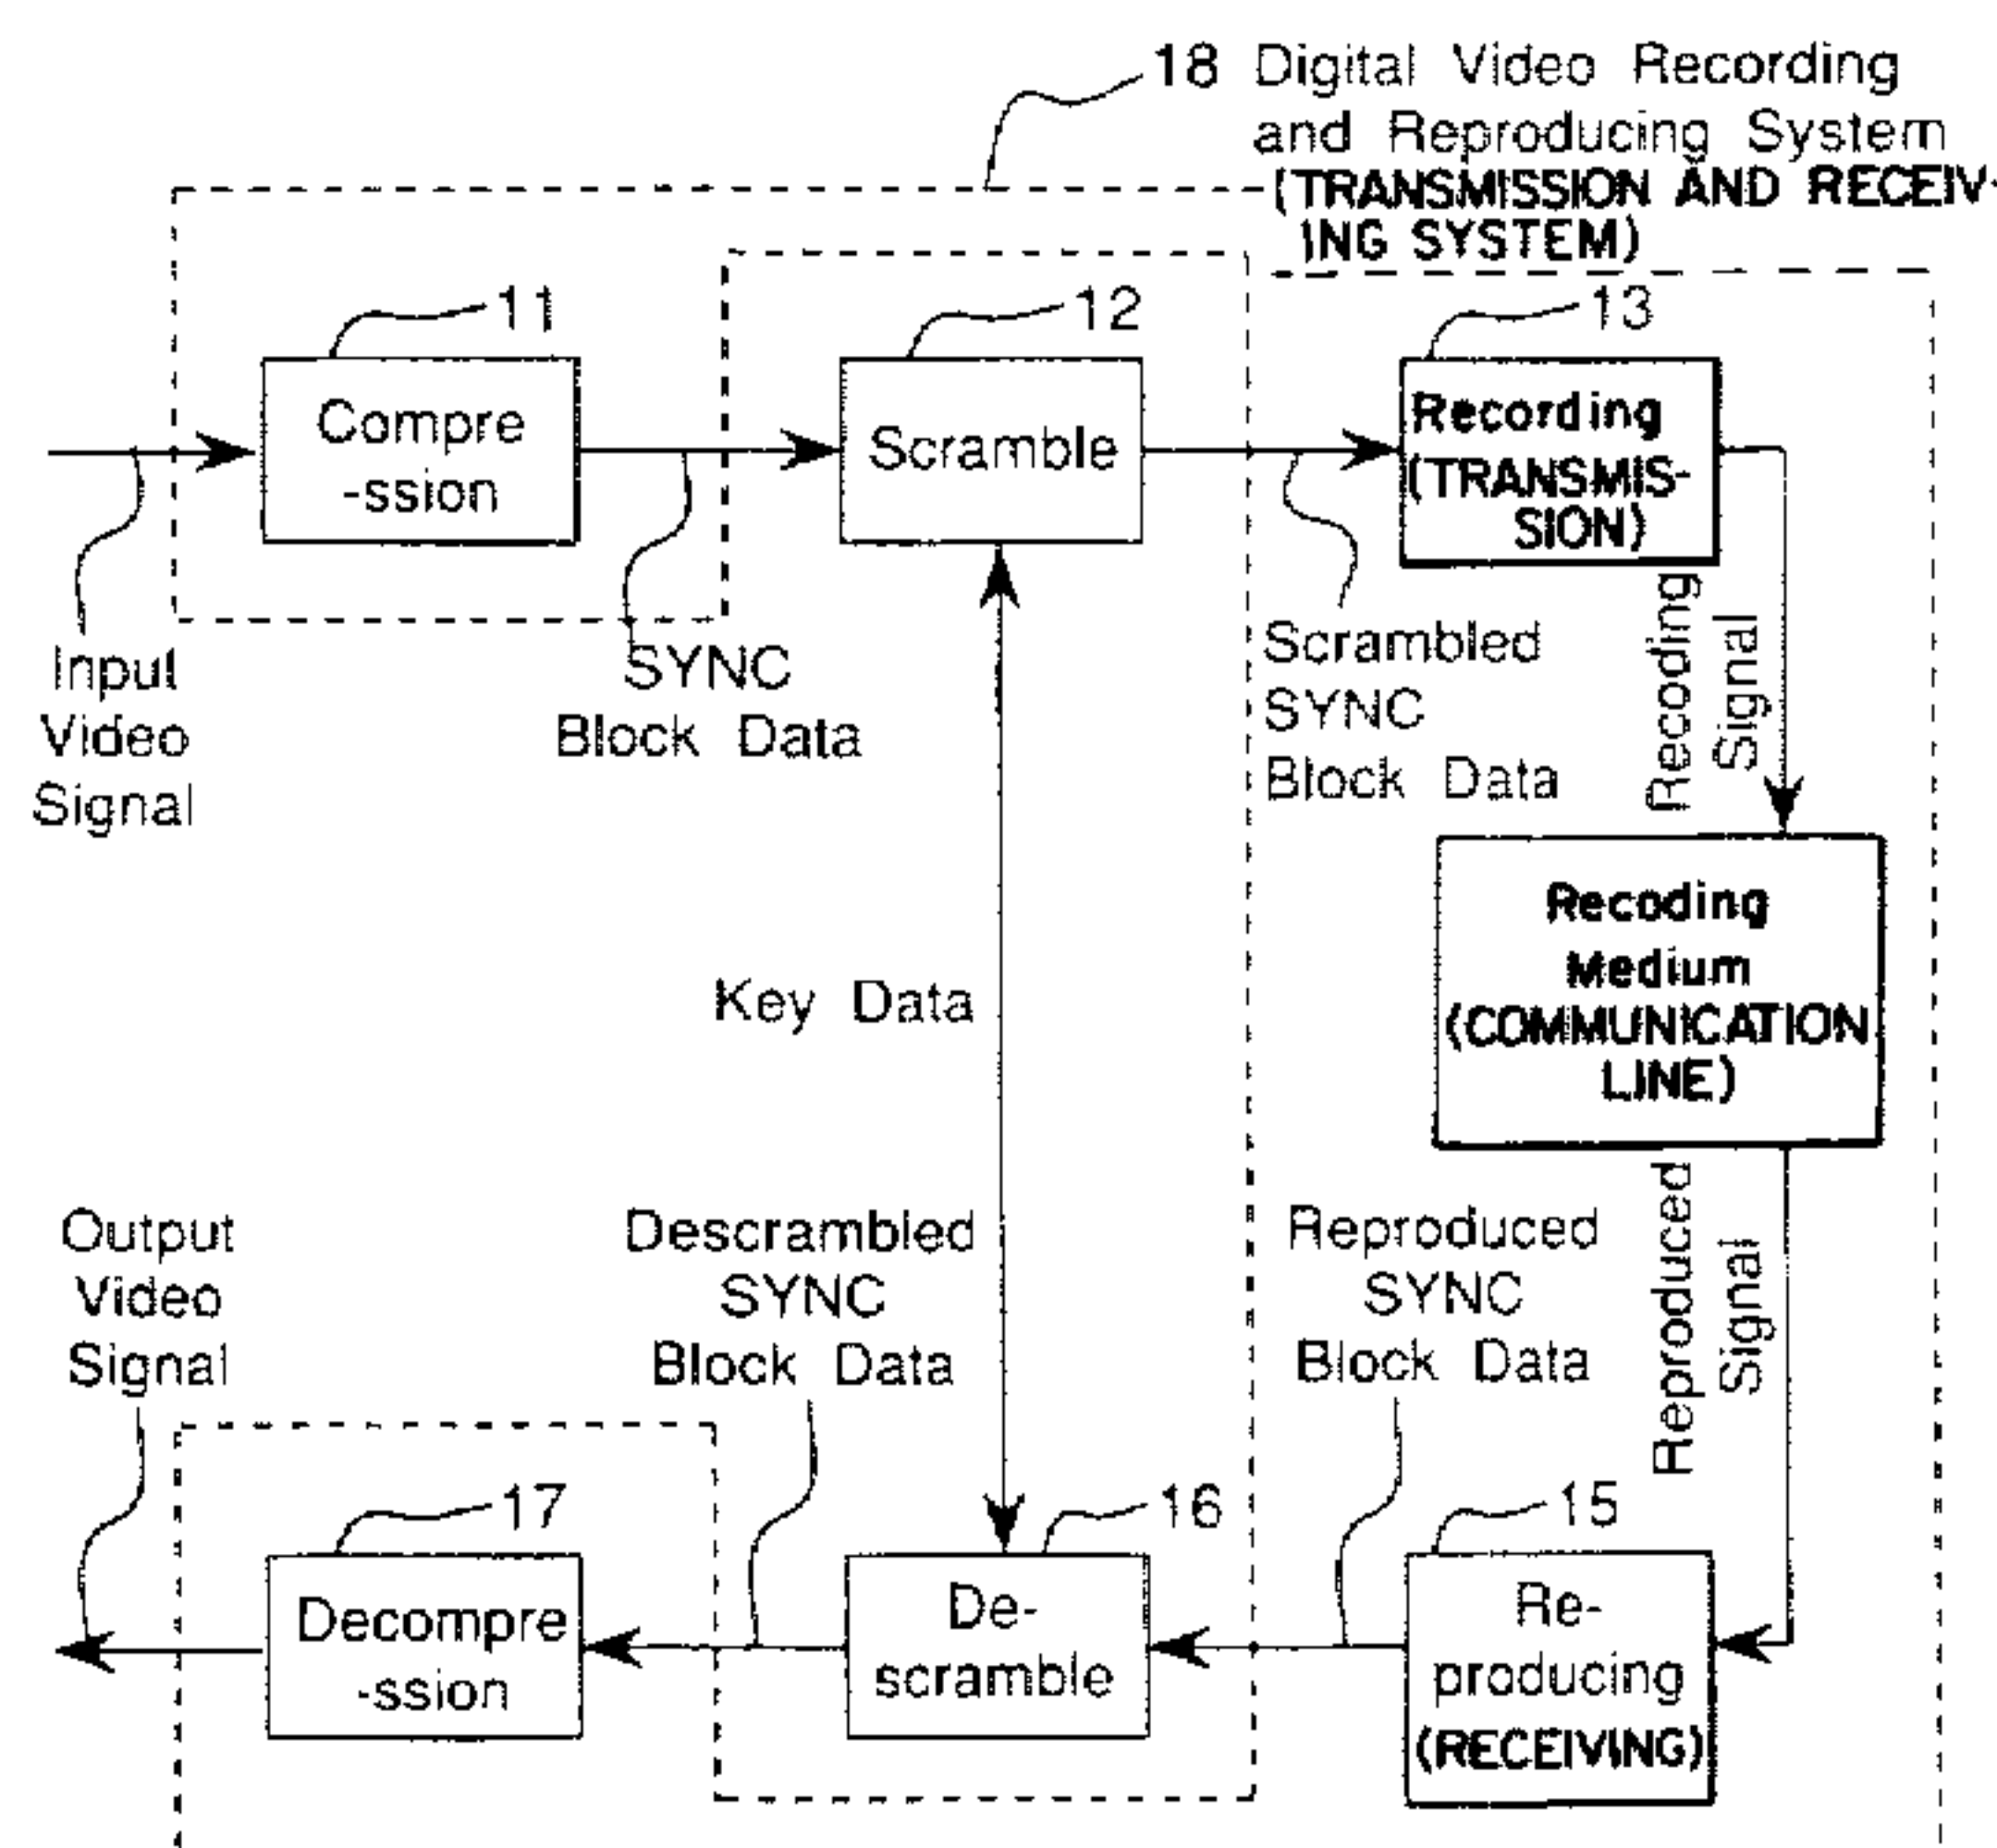 18 Digital Video Recording
and Reproducing System
(TRANSMISSION AND RECEIV-
ING SYSTEM)
11
12
13
Compre
-ssion
Scramble
Recording
(TRANSMIS-
SION)
Input
Video
Signal
SYNC
Block Data
Scrambled
SYNC
Block Data
Recoding
Signal
Key Data
Recoding
Medium
(COMMUNICATION
LINE)
Output
Video
Signal
Descrambled
SYNC
Block Data
Reproduced
SYNC
Block Data
Reproduced
Signal
17
16
15
Decompre
-ssion
De-
scramble
Re-
producing
(RECEIVING)